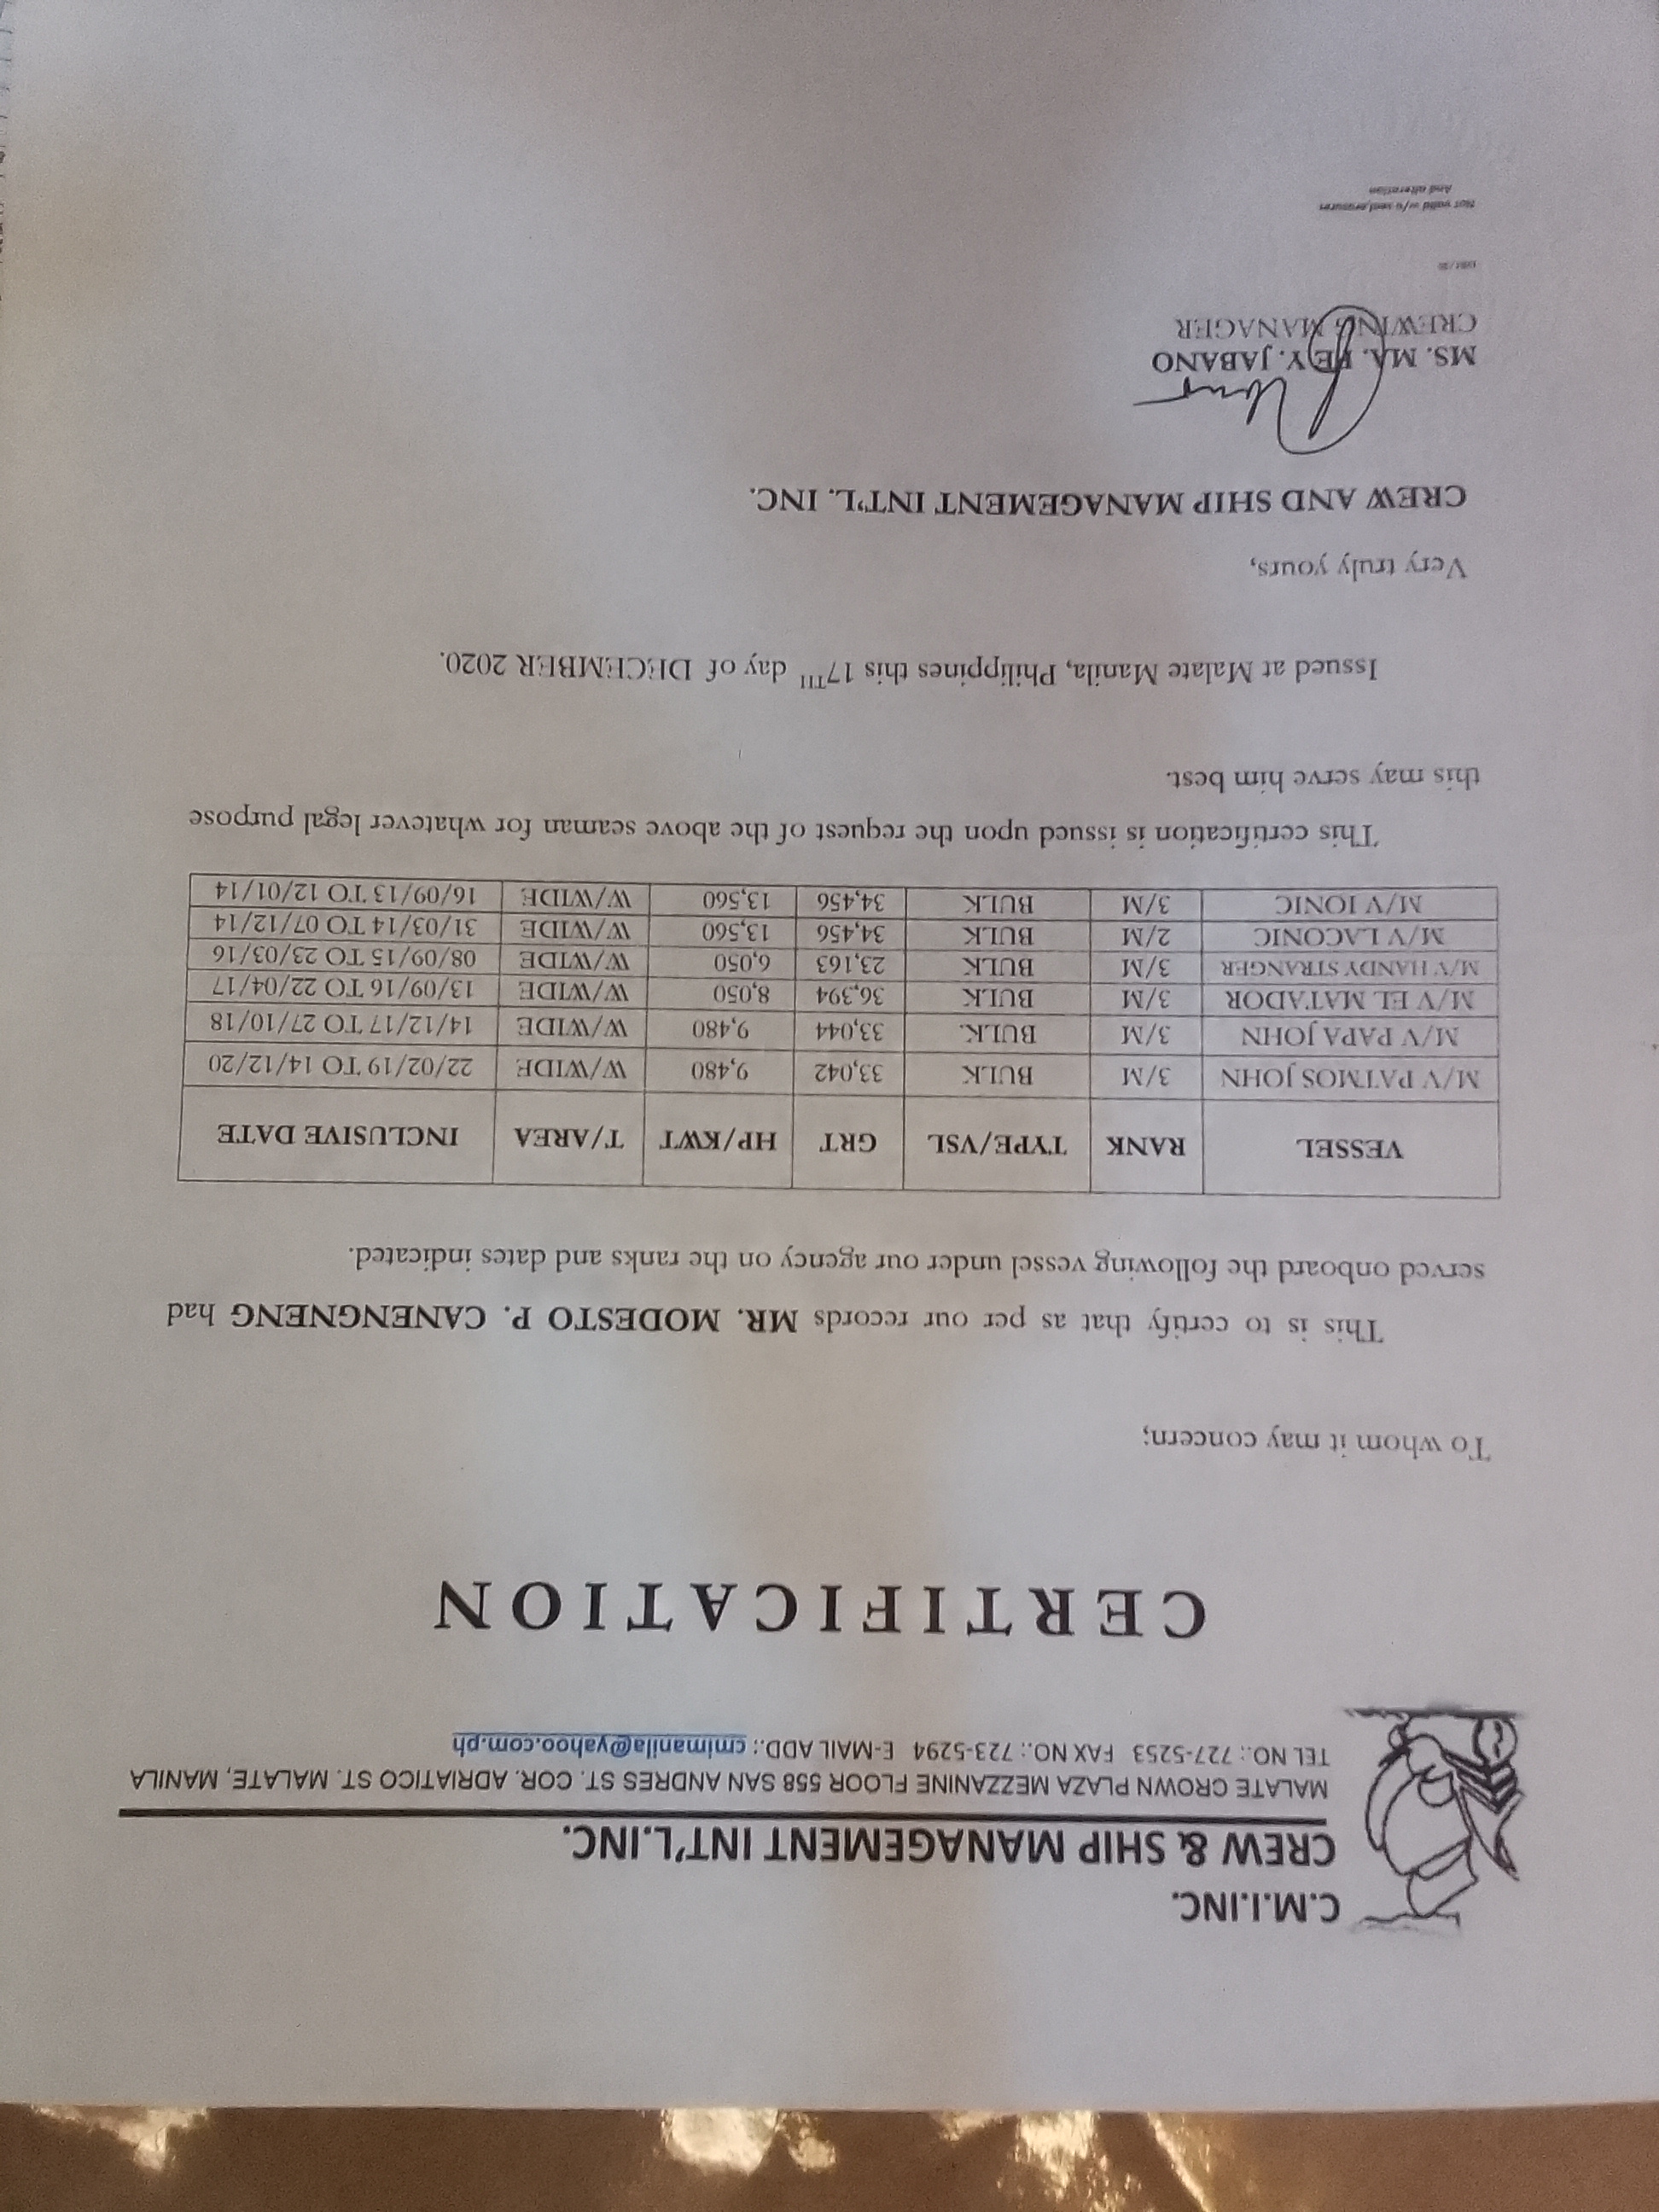 C.M.I.INC.
CREW & SHIP MANAGEMENT INT'L.INC.
MALATE CROWN PLAZA MEZZANINE FLOOR 558 SAN ANDRES ST. COR. ADRIATICO ST. MALATE, MANILA
TEL NO.: 727-5253 FAX NO.: 723-5294 E-MAIL ADD.: cmimanila@yahoo.com.ph
CERTIFICATION
To whom it may concern;
This is to certify that as per our records MR. MODESTO P. CANENGNENG had
served onboard the following vessel under our agency on the ranks and dates indicated.
VESSEL RANK TYPE/VSL GRT HP/KWT T/AREA INCLUSIVE DATE
M/V PATMOS JOHN 3/M BULK 33,042 9,480 W/WIDE 22/02/19 TO 14/12/20
M/V PAPA JOHN 3/M BULK. 33,044 9,480 W/WIDE 14/12/17 TO 27/10/18
M/V EL MATADOR 3/M BULK 36,394 8,050 W/WIDE 13/09/16 TO 22/04/17
M/V HANDY STRANGER 3/M BULK 23,163 6,050 W/WIDE 08/09/15 TO 23/03/16
M/V LACONIC 2/M BULK 34,456 13,560 W/WIDE 31/03/14 TO 07/12/14
M/V IONIC 3/M BULK 34,456 13,560 W/WIDE 16/09/13 TO 12/01/14
This certification is issued upon the request of the above seaman for whatever legal purpose
this may serve him best.
Issued at Malate Manila, Philippines this 17TH day of DECEMBER 2020.
Very truly yours,
CREW AND SHIP MANAGEMENT INT'L. INC.
MS. MA. FE Y. JABANO
CREWING MANAGER
Not valid w/o seal,erasures
And alteration